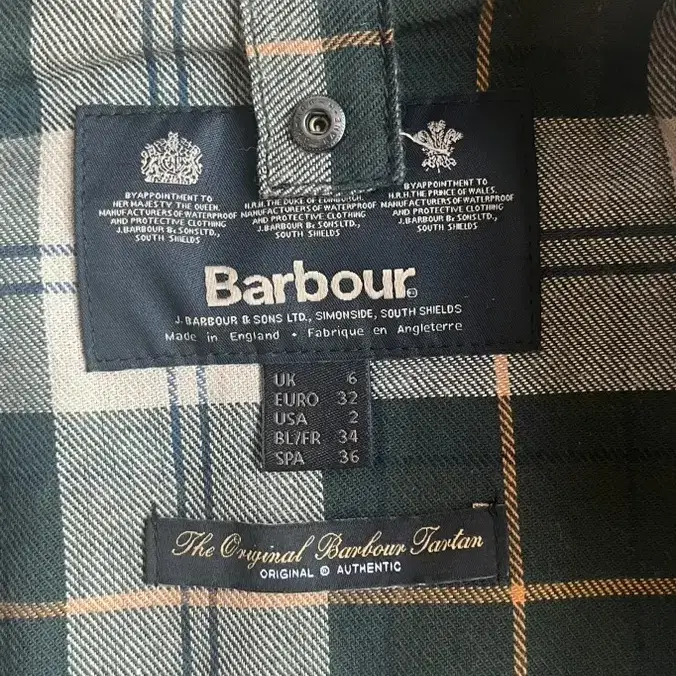 BY APPOINTMENT TO
HER MAJESTY THE QUEEN.
MANUFACTURERS OF WATERPROOF
AND PROTECTIVE CLOTHING
J.BARBOUR & SONS LTD.,
SOUTH SHIELDS
H.R.H. THE DUKE OF EDINBURGH.
MANUFACTURERS OF WATERPROOF
AND PROTECTIVE CLOTHING
J.BARBOUR & SONS LTD.,
SOUTH SHIELDS
BY APPOINTMENT TO
H.R.H. THE PRINCE OF WALES.
MANUFACTURERS OF WATERPROOF
AND PROTECTIVE CLOTHING
J.BARBOUR & SONS LTD.,
SOUTH SHIELDS
Barbour®
J. BARBOUR & SONS LTD., SIMONSIDE, SOUTH SHIELDS
Made in England • Fabrique en Angleterre
UK 6
EURO 32
USA 2
BL/FR 34
SPA 36
The Original Barbour Tartan
ORIGINAL ® AUTHENTIC